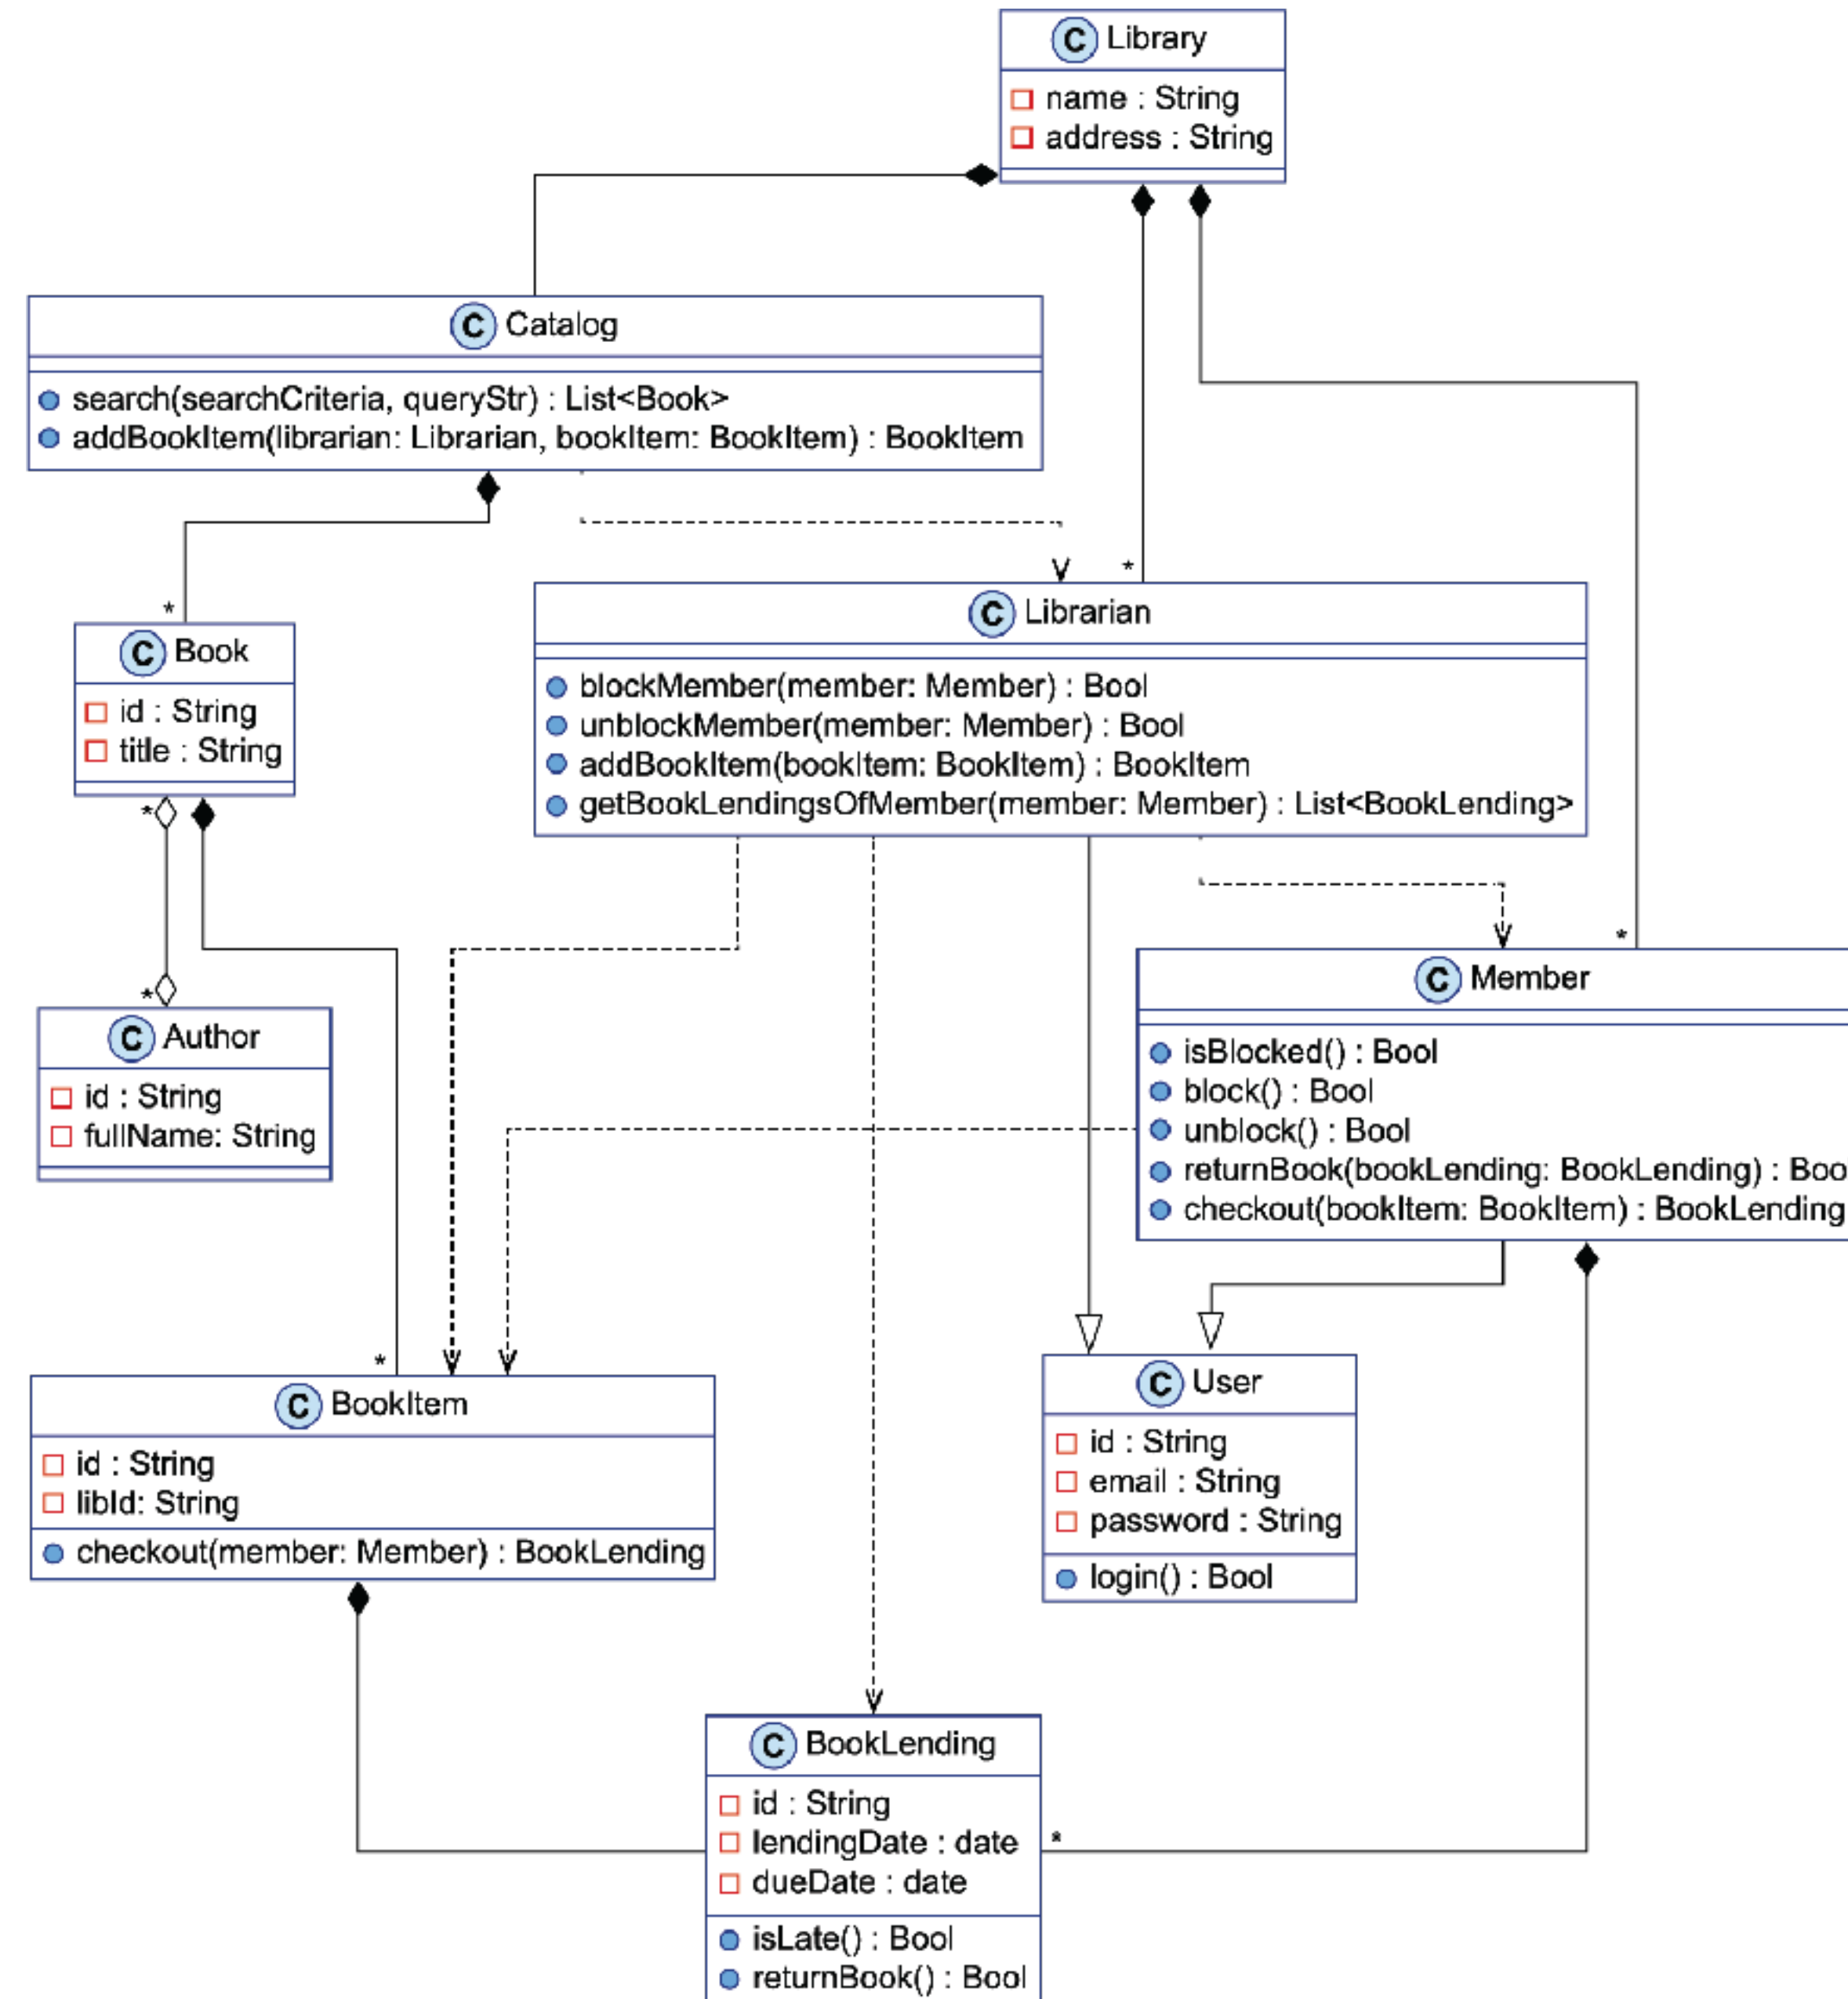 C Library
name : String
address : String
C Catalog
search(searchCriteria, queryStr) : List<Book>
addBookItem(librarian: Librarian, bookItem: BookItem) : BookItem
*
*
C Librarian
blockMember(member: Member) : Bool
unblockMember(member: Member) : Bool
addBookItem(bookItem: BookItem) : BookItem
getBookLendingsOfMember(member: Member) : List<BookLending>
C Book
id : String
title : String
*
*
*
C Member
isBlocked() : Bool
block() : Bool
unblock() : Bool
returnBook(bookLending: BookLending) : Boo
checkout(bookItem: BookItem) : BookLending
C Author
id : String
fullName: String
*
C BookItem
id : String
libId: String
checkout(member: Member) : BookLending
C User
id : String
email : String
password : String
login() : Bool
C BookLending
id : String
lendingDate : date
*
dueDate : date
isLate() : Bool
returnBook() : Bool